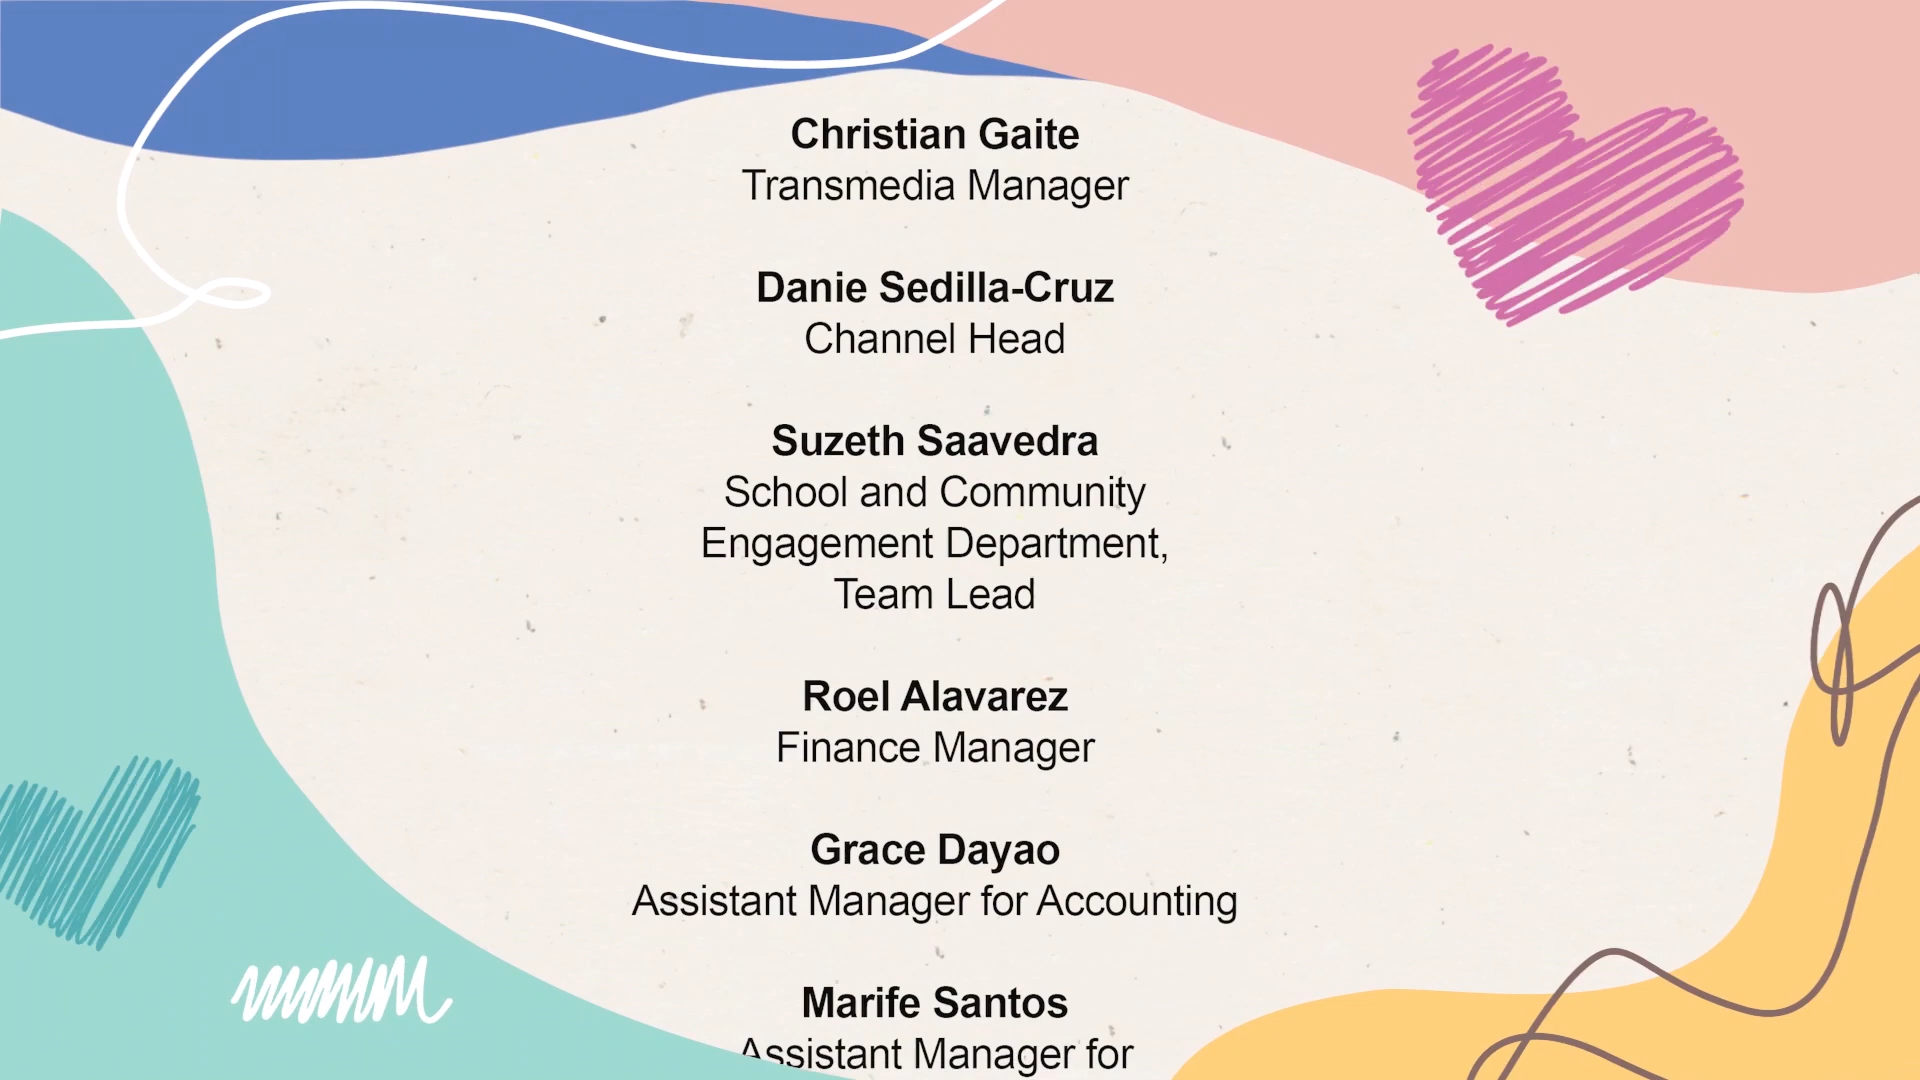 Christian Gaite
Transmedia Manager
Danie Sedilla-Cruz
Channel Head
Suzeth Saavedra
School and Community
Engagement Department,
Team Lead
Roel Alavarez
Finance Manager
Grace Dayao
Assistant Manager for Accounting
Marife Santos
Assistant Manager for